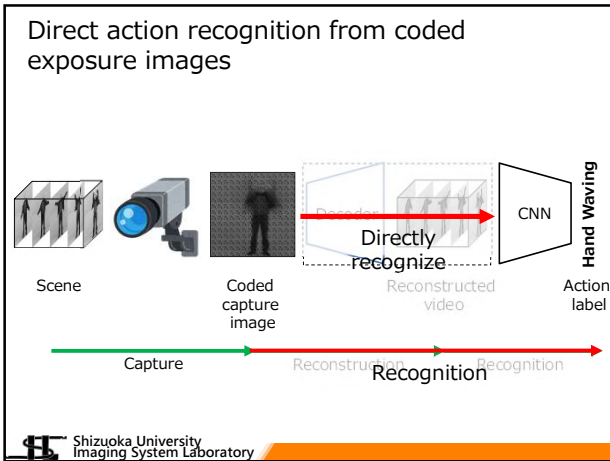 Direct action recognition from coded
exposure images
Decoder
CNN
Hand Waving
Directly
recognize
Scene
Coded
capture
image
Reconstructed
video
Action
label
Capture
Reconstruction
Recognition
Recognition
Shizuoka University
Imaging System Laboratory